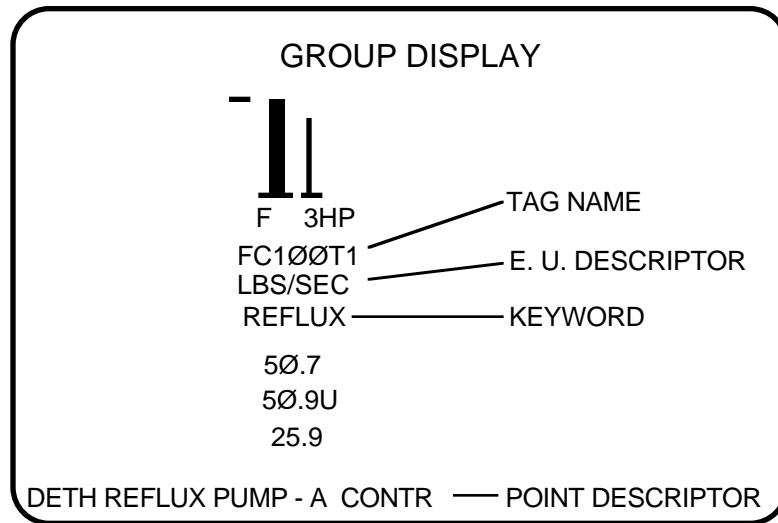 GROUP DISPLAY
F 3HP
FC1ØØT1 TAG NAME
LBS/SEC E. U. DESCRIPTOR
REFLUX KEYWORD
5Ø.7
5Ø.9U
25.9
DETH REFLUX PUMP - A CONTR POINT DESCRIPTOR